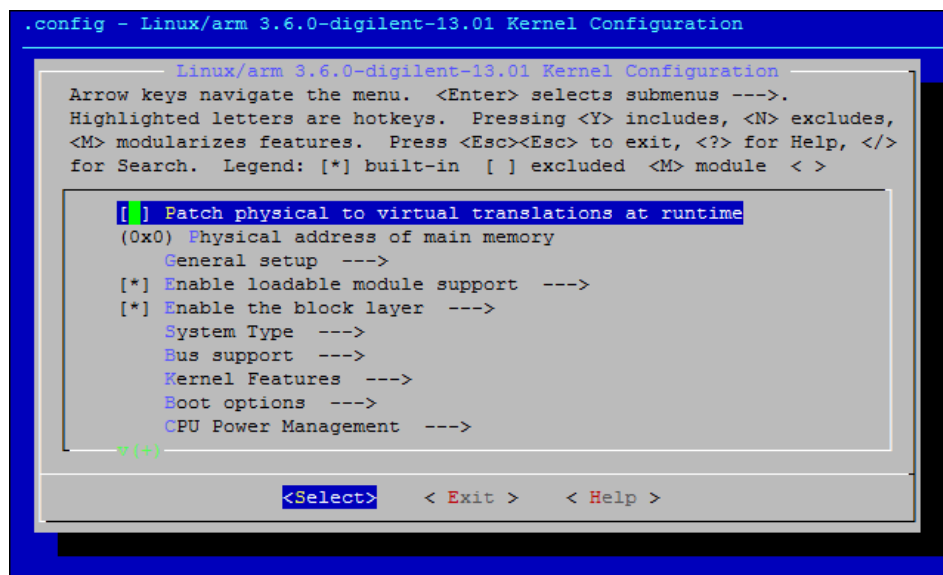 .config - Linux/arm 3.6.0-digilent-13.01 Kernel Configuration
Linux/arm 3.6.0-digilent-13.01 Kernel Configuration
Arrow keys navigate the menu.  <Enter> selects submenus --->.
Highlighted letters are hotkeys.  Pressing <Y> includes, <N> excludes,
<M> modularizes features.  Press <Esc><Esc> to exit, <?> for Help, </>
for Search.  Legend: [*] built-in  [ ] excluded  <M> module  < >
[ ] Patch physical to virtual translations at runtime
(0x0) Physical address of main memory
General setup  --->
[*] Enable loadable module support  --->
[*] Enable the block layer  --->
System Type  --->
Bus support  --->
Kernel Features  --->
Boot options  --->
CPU Power Management  --->
v(+)
<Select>    < Exit >    < Help >